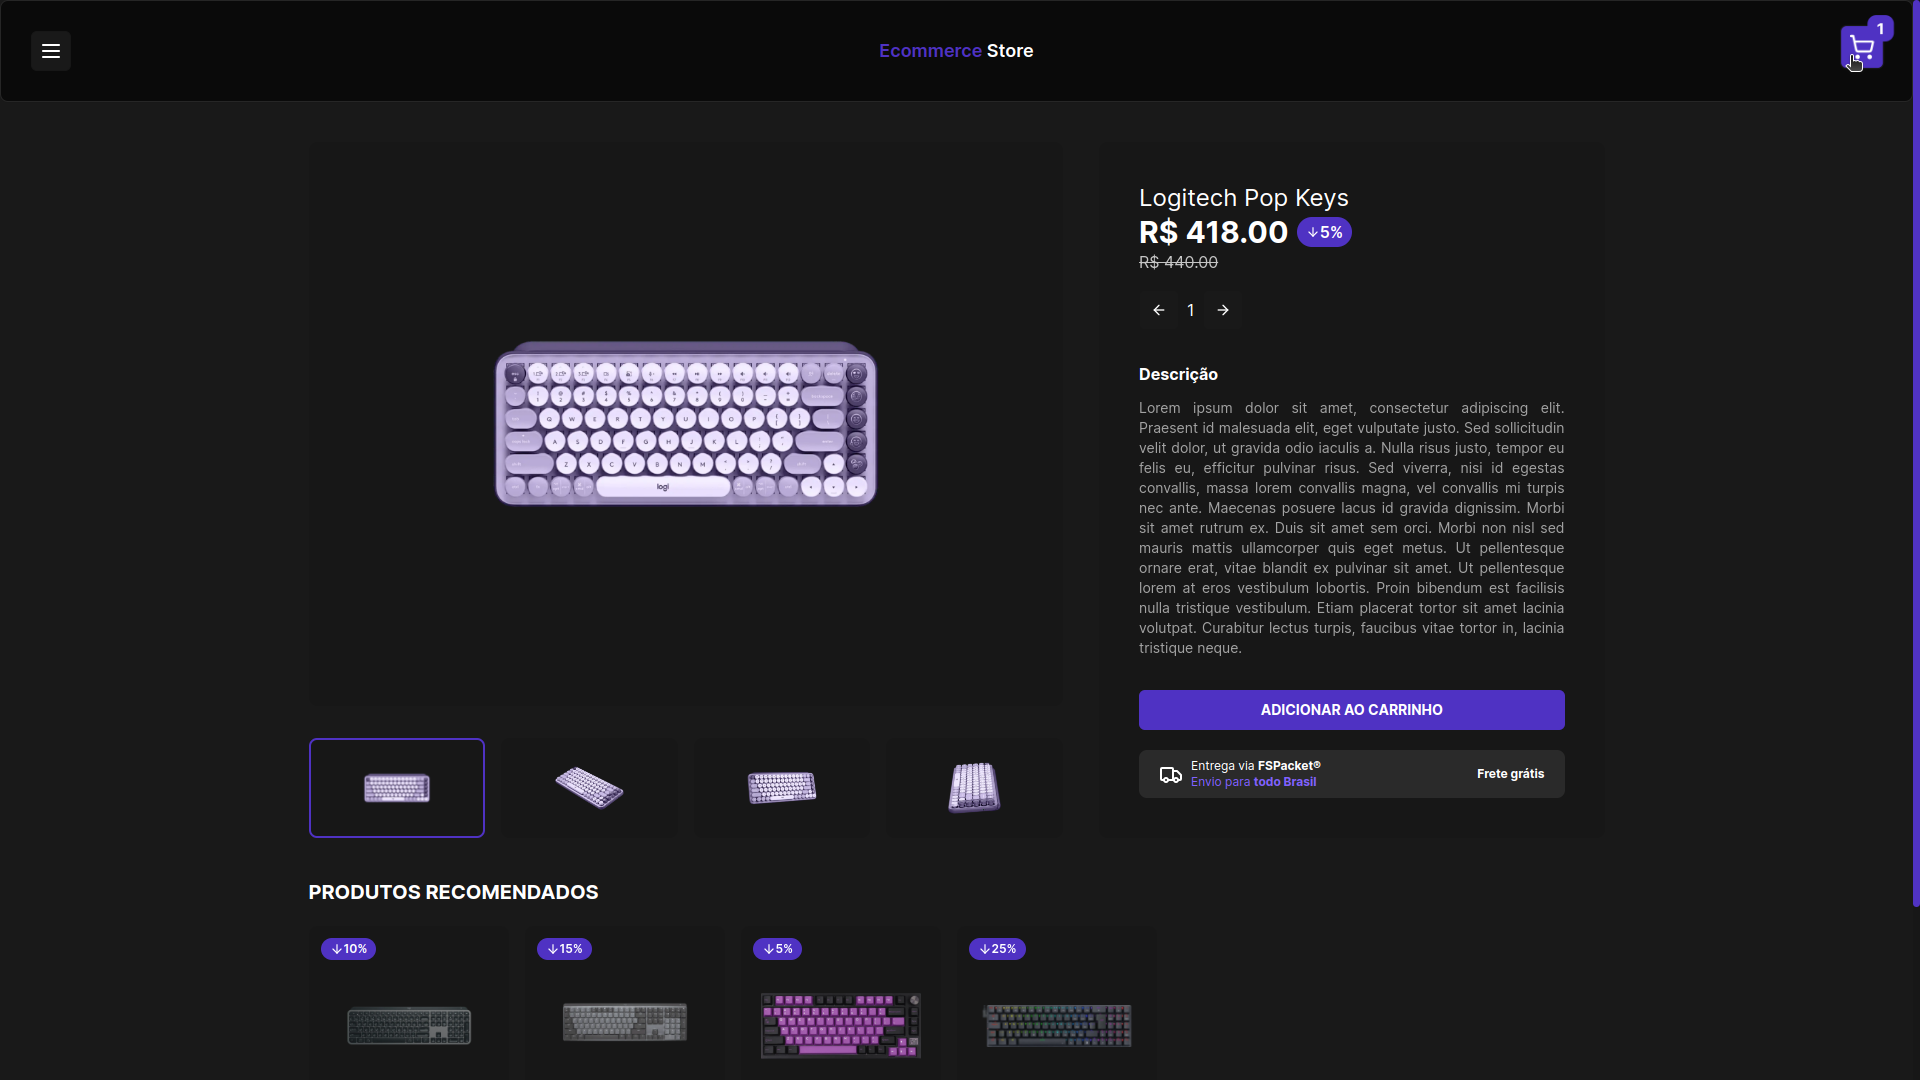 Ecommerce Store
1
Logitech Pop Keys
R$ 418.00 ↓5%
R$ 440.00
← 1 →
Descrição
Lorem ipsum dolor sit amet, consectetur adipiscing elit.
Praesent id malesuada elit, eget vulputate justo. Sed sollicitudin
velit dolor, ut gravida odio iaculis a. Nulla risus justo, tempor eu
felis eu, efficitur pulvinar risus. Sed viverra, nisi id egestas
convallis, massa lorem convallis magna, vel convallis mi turpis
nec ante. Maecenas posuere lacus id gravida dignissim. Morbi
sit amet rutrum ex. Duis sit amet sem orci. Morbi non nisl sed
mauris mattis ullamcorper quis eget metus. Ut pellentesque
ornare erat, vitae blandit ex pulvinar sit amet. Ut pellentesque
lorem at eros vestibulum lobortis. Proin bibendum est facilisis
nulla tristique vestibulum. Etiam placerat tortor sit amet lacinia
volutpat. Curabitur lectus turpis, faucibus vitae tortor in, lacinia
tristique neque.
ADICIONAR AO CARRINHO
Entrega via FSPacket®
Envio para todo Brasil
Frete grátis
logi
PRODUTOS RECOMENDADOS
↓10%
↓15%
↓5%
↓25%